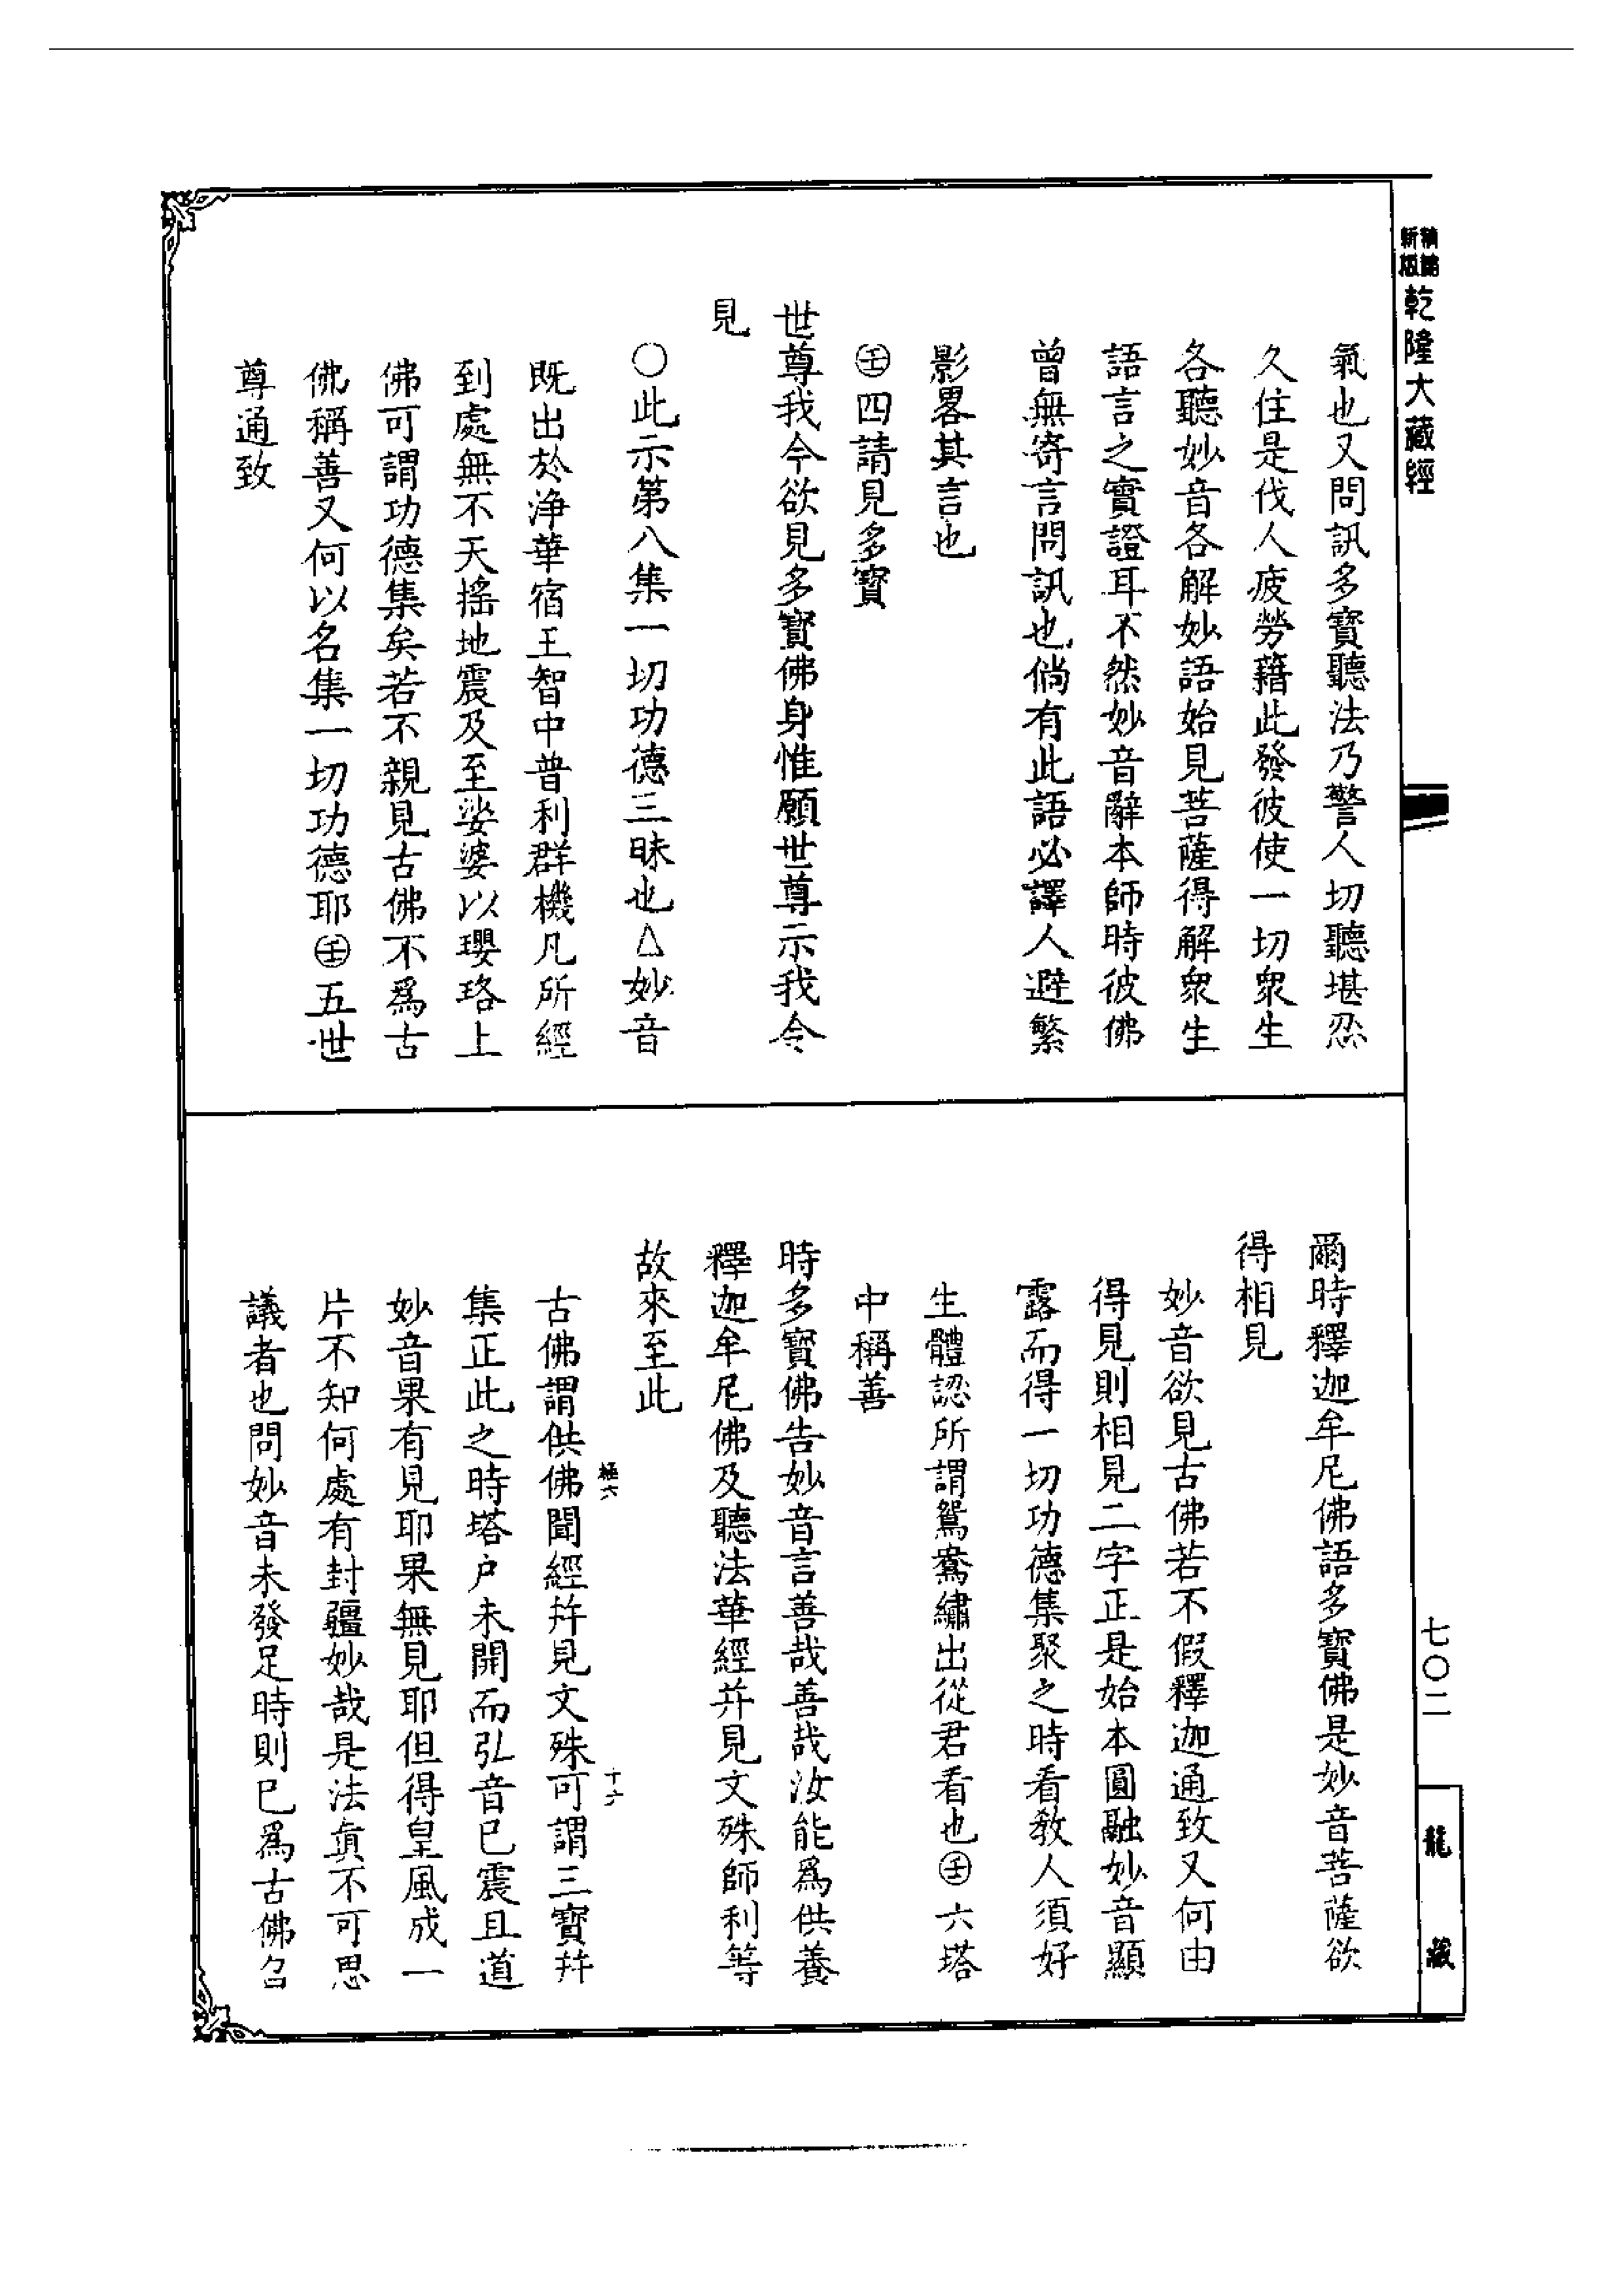 新編
縮版
乾隆大藏經
氣也又問訊多寶聽法乃警人切聽堪忍
久住是伐人疲勞藉此發彼使一切衆生
各聽妙音各解妙語始見菩薩得解衆生
語言之實證耳不然妙音辭本師時彼佛
曾無寄言問訊也倘有此語必譯人避繁
影畧其言也
㊤四請見多寶
世尊我今欲見多寶佛身惟願世尊示我令
見
○此示第八集一切功德三昧也△妙音
既出於淨華宿王智中普利群機凡所經
到處無不天搖地震及至娑婆以瓔珞上
佛可謂功德集矣若不親見古佛不爲古
佛稱善又何以名集一切功德耶㊤五世
尊通致
爾時釋迦牟尼佛語多寶佛是妙音菩薩欲
得相見
妙音欲見古佛若不假釋迦通致又何由
得見則相見二字正是始本圓融妙音顯
露而得一切功德集聚之時看教人須好
生體認所謂鴛鴦繡出從君看也㊤六塔
中稱善
時多寶佛告妙音言善哉善哉汝能爲供養
釋迦牟尼佛及聽法華經并見文殊師利等
故來至此
古佛謂供佛聞經并見文殊可謂三寶并
集正此之時塔户未開而弘音已震且道
妙音果有見耶果無見耶但得皇風成一
片不知何處有封疆妙哉是法真不可思
議者也問妙音未發足時則已爲古佛召
七〇二
龍藏